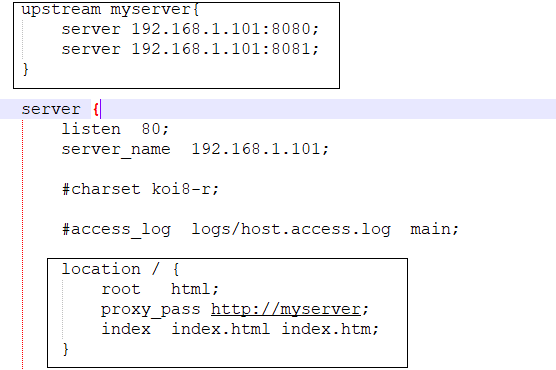 upstream myserver{
server 192.168.1.101:8080;
server 192.168.1.101:8081;
}
server {
listen  80;
server_name  192.168.1.101;
#charset koi8-r;
#access_log  logs/host.access.log  main;
location / {
root   html;
proxy_pass http://myserver;
index  index.html index.htm;
}